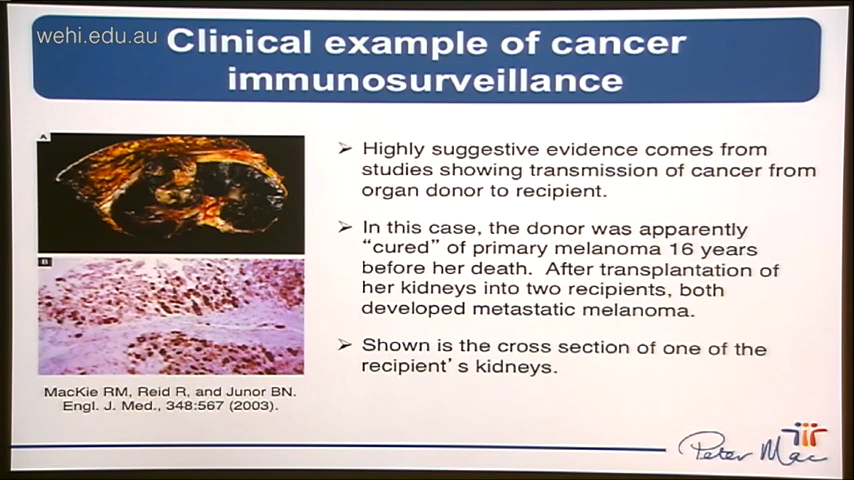 wehi.edu.au
Clinical example of cancer
immunosurveillance
A
B
MacKie RM, Reid R, and Junor BN.
Engl. J. Med., 348:567 (2003).
➢ Highly suggestive evidence comes from
studies showing transmission of cancer from
organ donor to recipient.
➢ In this case, the donor was apparently
“cured” of primary melanoma 16 years
before her death. After transplantation of
her kidneys into two recipients, both
developed metastatic melanoma.
➢ Shown is the cross section of one of the
recipient’s kidneys.
Peter Mac